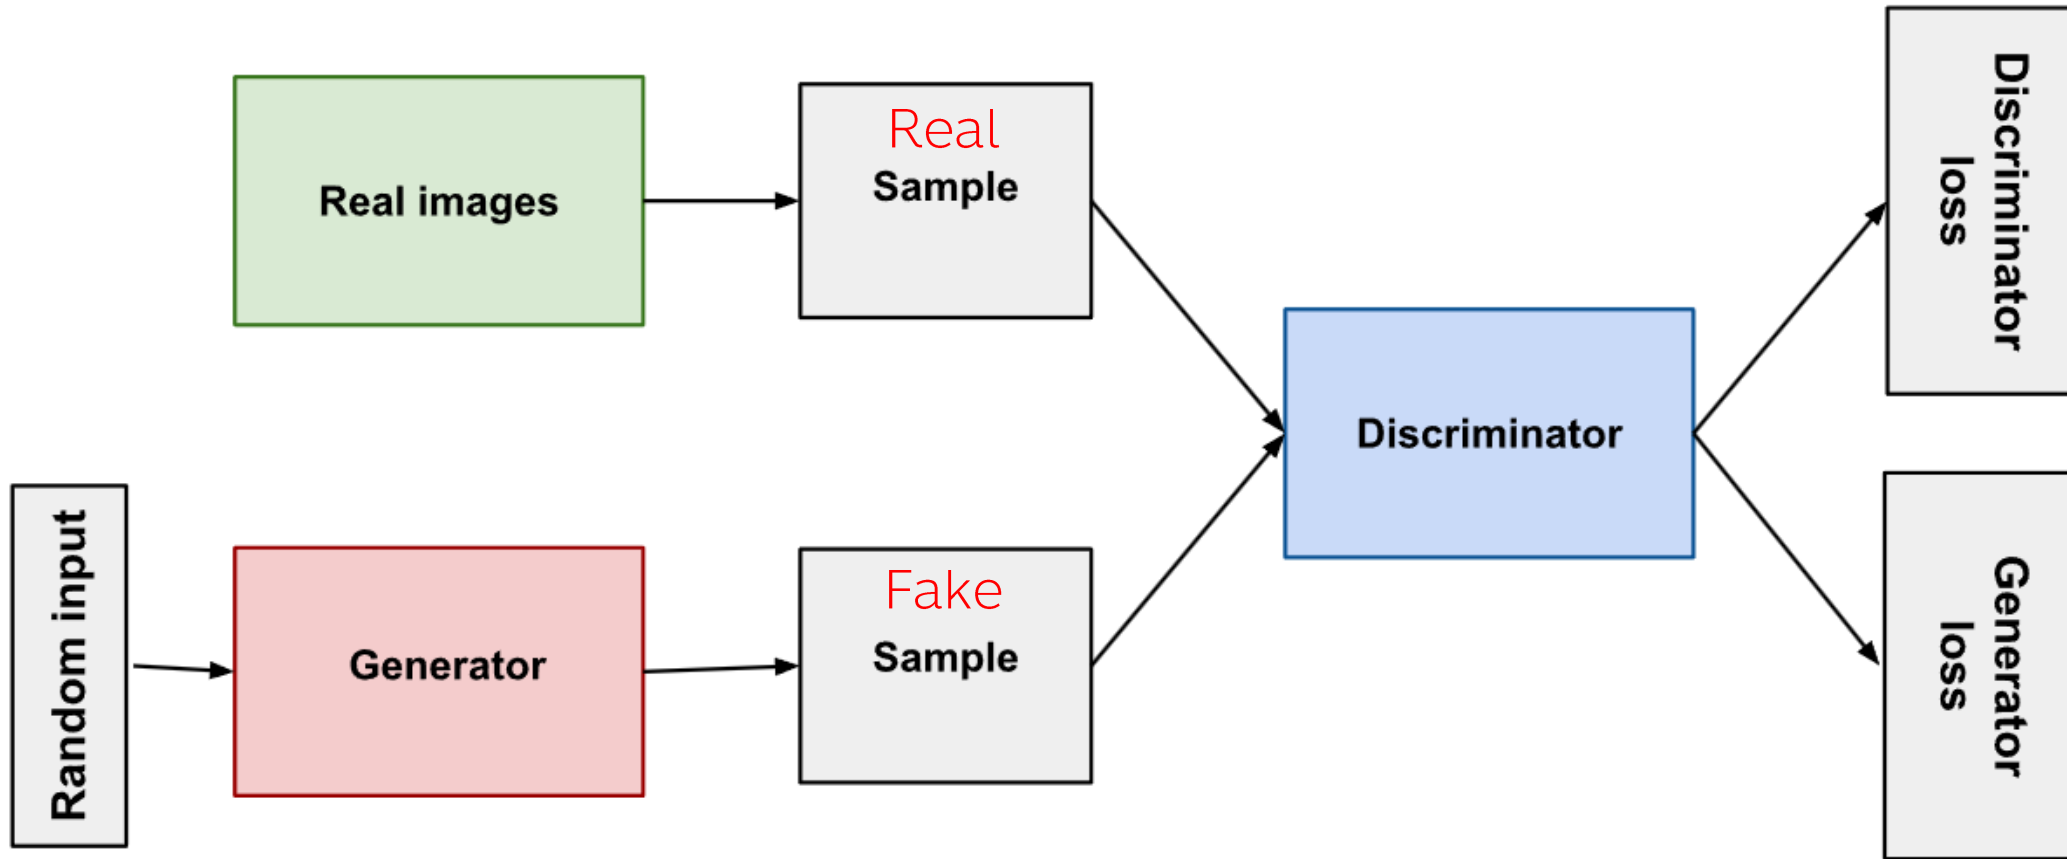 Real images
Real
Sample
Discriminator
loss
Discriminator
Random input
Generator
Fake
Sample
Generator
loss